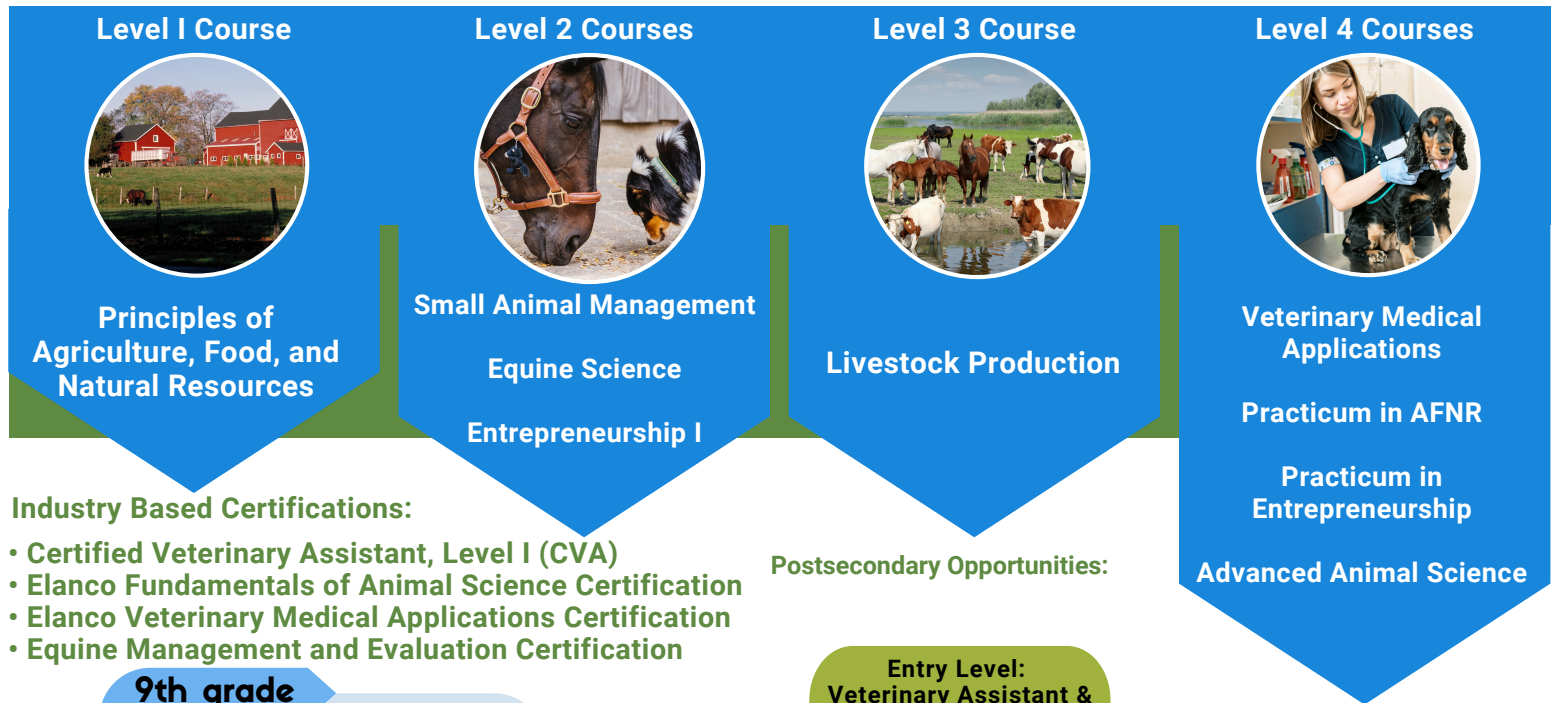 Level I Course
Principles of
Agriculture, Food, and
Natural Resources
Level 2 Courses
Small Animal Management
Equine Science
Entrepreneurship I
Level 3 Course
Livestock Production
Level 4 Courses
Veterinary Medical
Applications
Practicum in AFNR
Practicum in
Entrepreneurship
Advanced Animal Science
Industry Based Certifications:
• Certified Veterinary Assistant, Level I (CVA)
• Elanco Fundamentals of Animal Science Certification
• Elanco Veterinary Medical Applications Certification
• Equine Management and Evaluation Certification
9th grade
Postsecondary Opportunities:
Entry Level:
Veterinary Assistant &